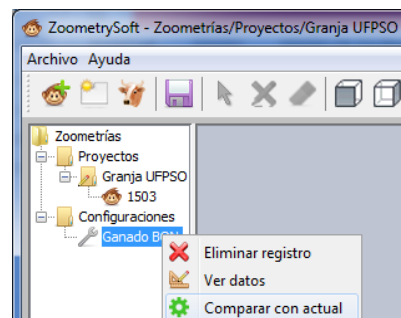 ZoometrySoft - Zoometrías/Proyectos/Granja UFPSO
Archivo Ayuda
Zoometrías
Proyectos
Granja UFPSO
1503
Configuraciones
Ganado BON
Eliminar registro
Ver datos
Comparar con actual